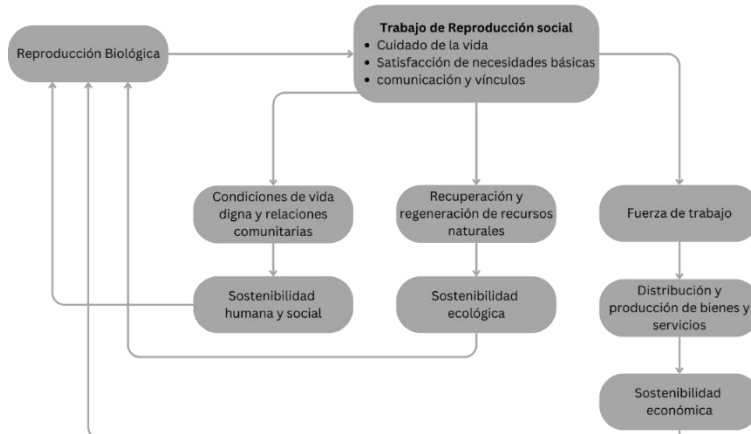 Reproducción Biológica
Trabajo de Reproducción social
• Cuidado de la vida
• Satisfacción de necesidades básicas
• comunicación y vínculos
Condiciones de vida
digna y relaciones
comunitarias
Recuperación y
regeneración de recursos
naturales
Fuerza de trabajo
Sostenibilidad
humana y social
Sostenibilidad
ecológica
Distribución y
producción de bienes y
servicios
Sostenibilidad
económica